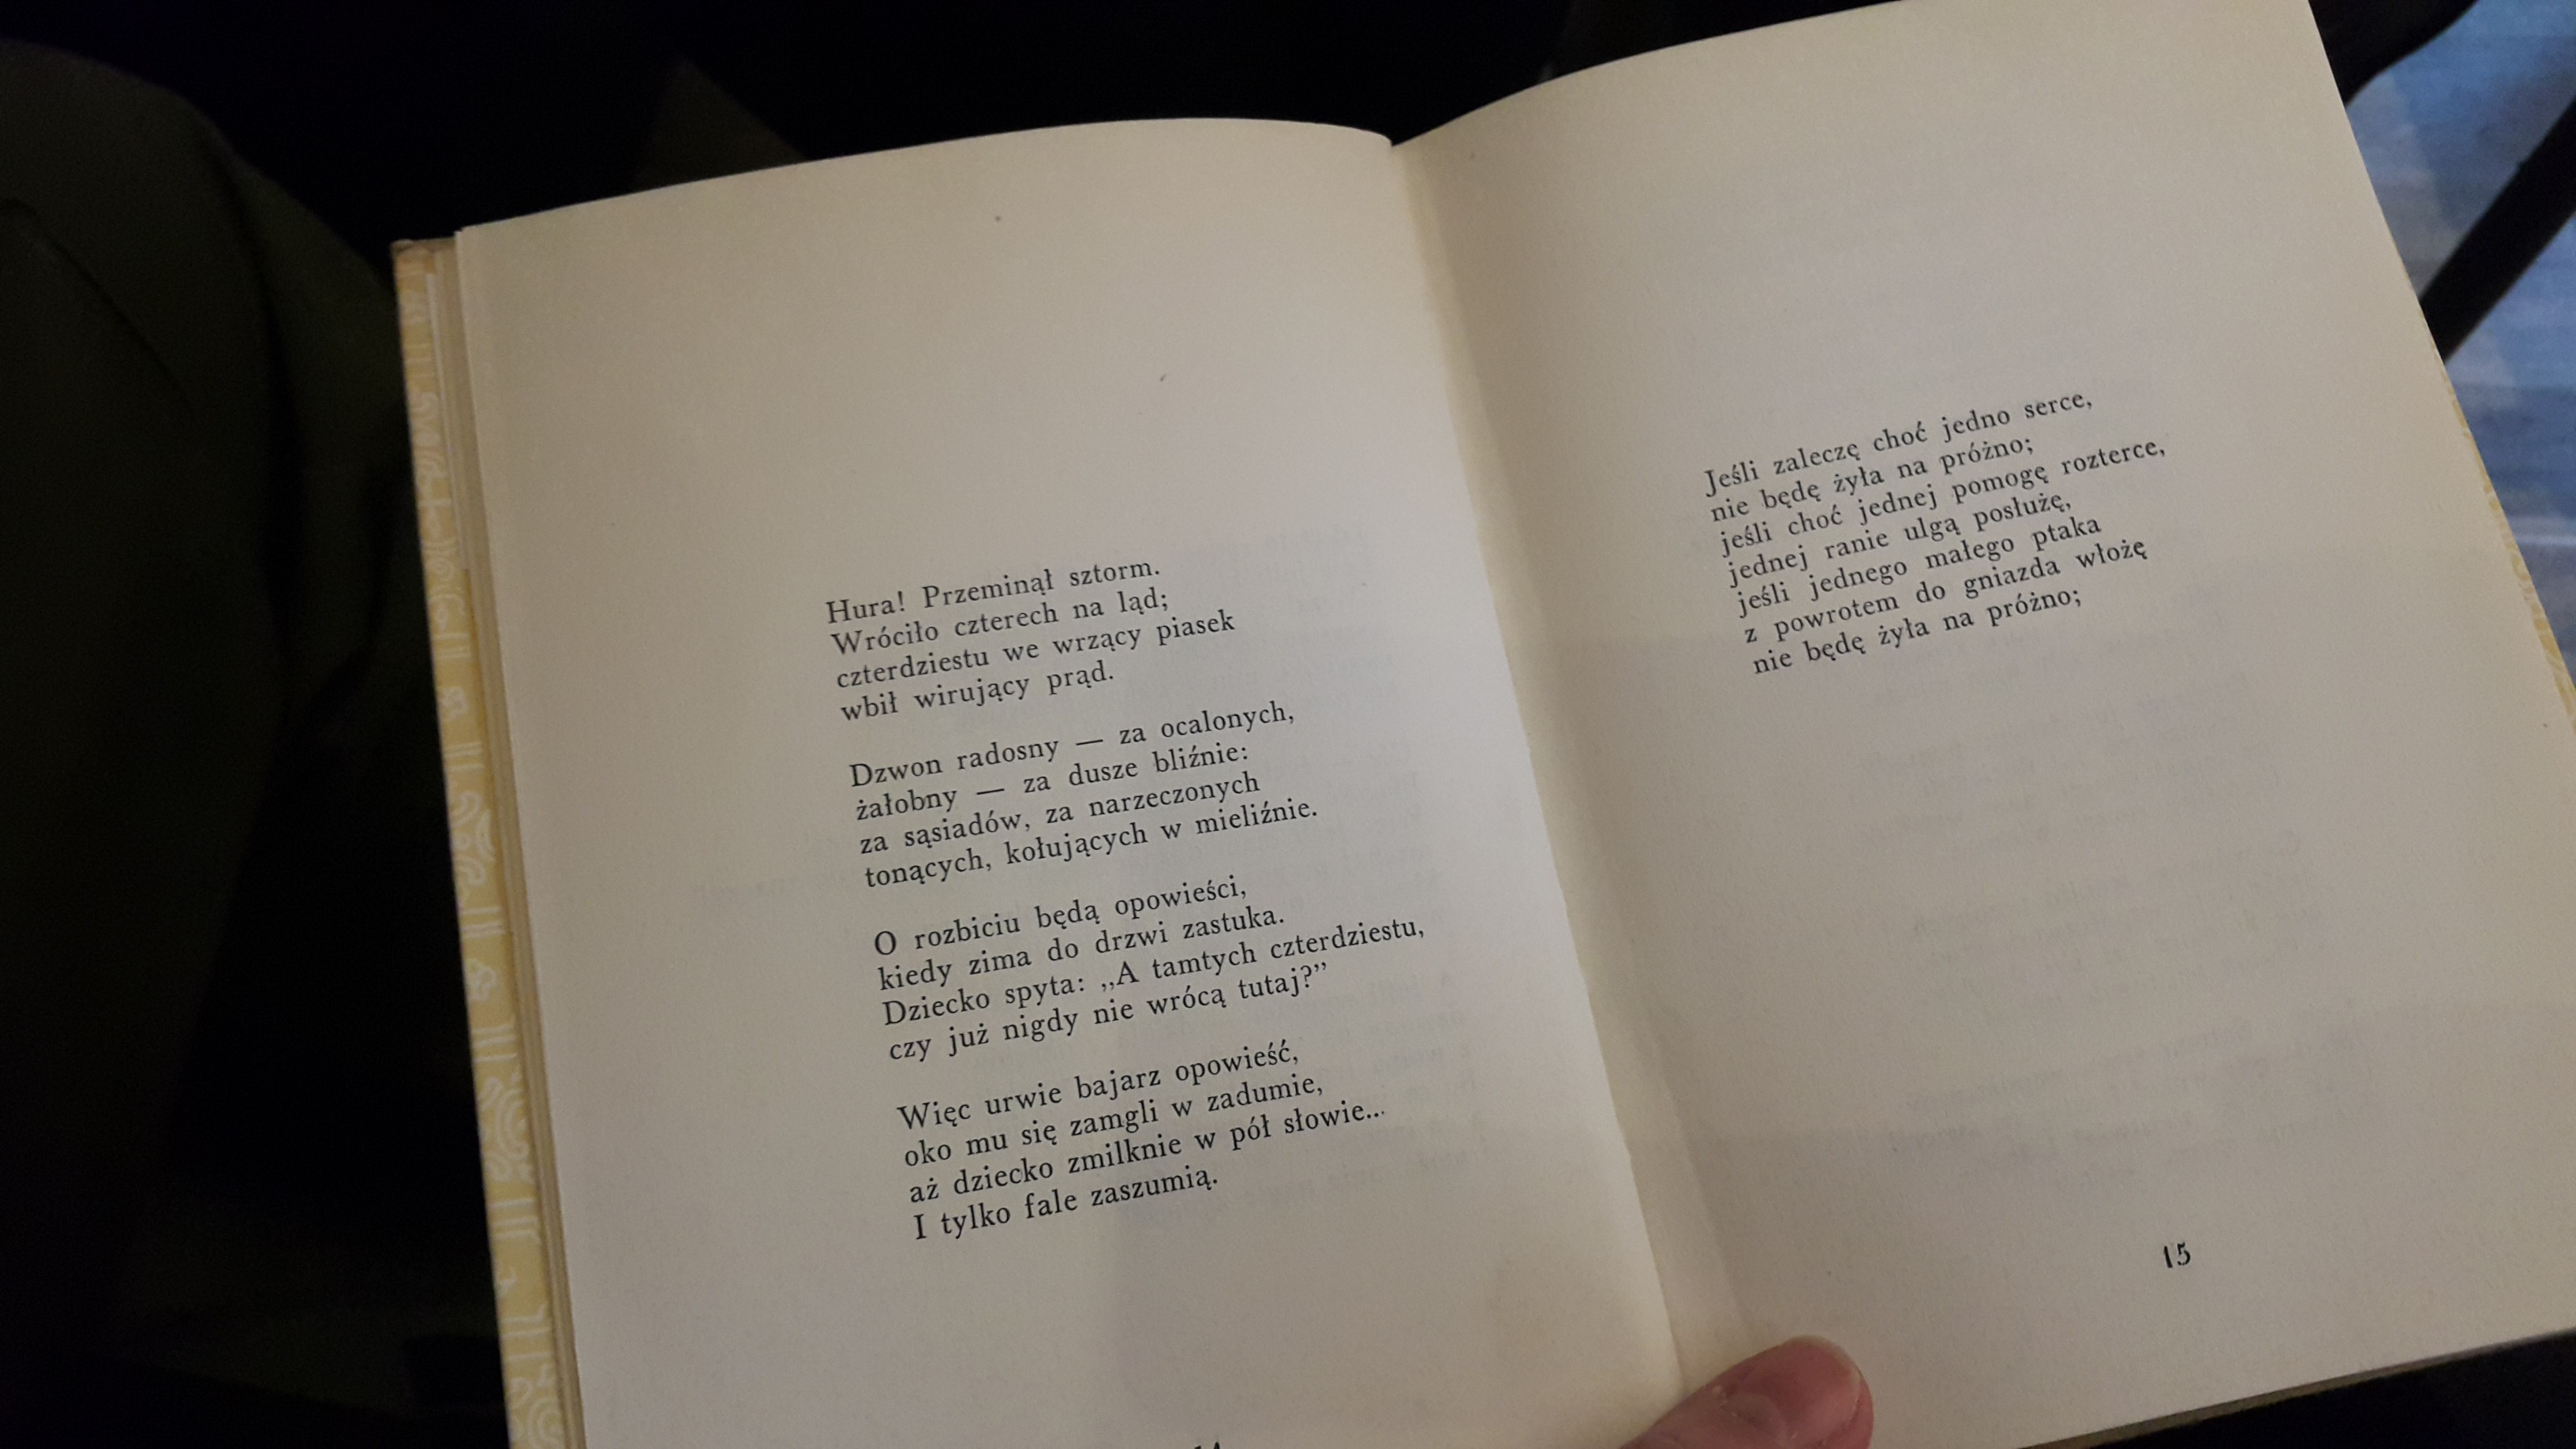 Hura! Przeminął sztorm.
Wróciło czterech na ląd;
czterdziestu we wrzący piasek
wbił wirujący prąd.
Dzwon radosny — za ocalonych,
żałobny — za dusze bliźnie:
za sąsiadów, za narzeczonych
tonących, kołujących w mieliźnie.
O rozbiciu będą opowieści,
kiedy zima do drzwi zastuka.
Dziecko spyta: „A tamtych czterdziestu,
czy już nigdy nie wrócą tutaj?”
Więc urwie bajarz opowieść,
oko mu się zamgli w zadumie,
aż dziecko zmilknie w pół słowie...
I tylko fale zaszumią.
Jeśli zaleczę choć jedno serce,
nie będę żyła na próżno;
jeśli choć jednej pomogę rozterce,
jednej ranie ulgą posłużę,
jeśli jednego małego ptaka
z powrotem do gniazda włożę
nie będę żyła na próżno;
15